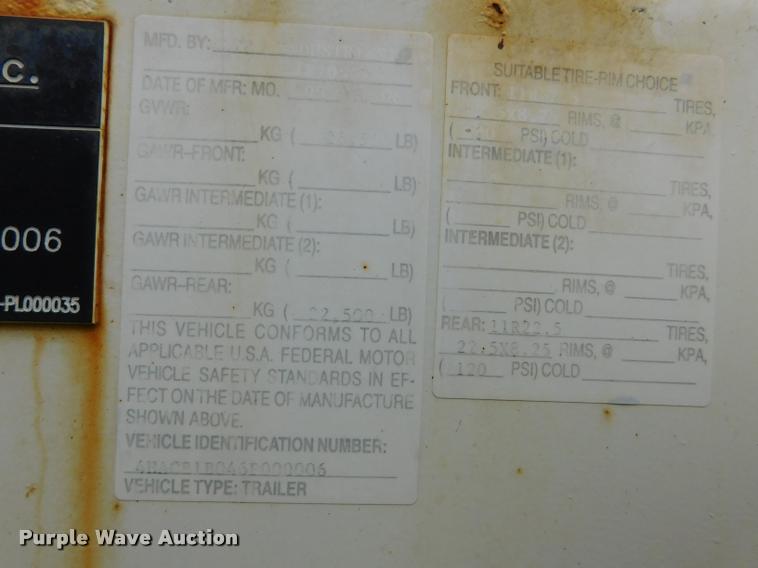 C.
006
-PL000035
MFD. BY:
DATE OF MFR: MO.
GVWR:
KG ( LB)
GAWR-FRONT:
KG ( LB)
GAWR INTERMEDIATE (1):
KG ( LB)
GAWR INTERMEDIATE (2):
KG ( LB)
GAWR-REAR:
KG ( 22,500 LB)
THIS VEHICLE CONFORMS TO ALL
APPLICABLE U.S.A. FEDERAL MOTOR
VEHICLE SAFETY STANDARDS IN EF-
FECT ON THE DATE OF MANUFACTURE
SHOWN ABOVE.
VEHICLE IDENTIFICATION NUMBER:
VEHICLE TYPE: TRAILER
SUITABLE TIRE-RIM CHOICE
FRONT: TIRES,
RIMS, @ KPA,
( PSI) COLD
INTERMEDIATE (1):
TIRES,
RIMS, @ KPA,
( PSI) COLD
INTERMEDIATE (2):
TIRES,
RIMS, @ KPA,
( PSI) COLD
REAR: 11R22.5 TIRES,
22.5X8.25 RIMS, @ KPA,
( 120 PSI) COLD
Purple Wave Auction